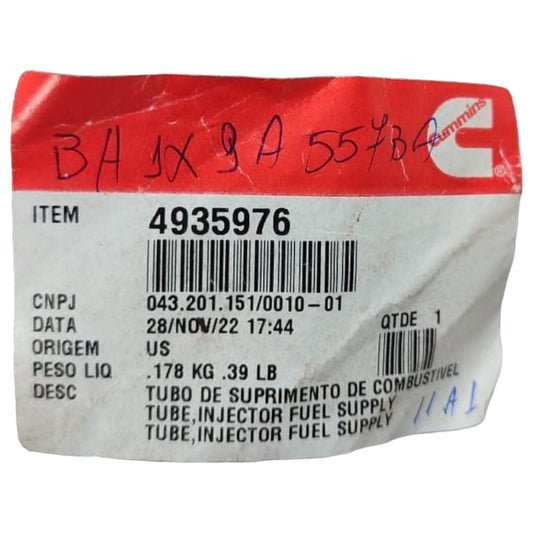 cummins
®
BA 1X 9A 557B9
ITEM 4935976
CNPJ 043.201.151/0010-01
DATA 28/NOV/22 17:44 QTDE 1
ORIGEM US
PESO LIQ .178 KG .39 LB
DESC TUBO DE SUPRIMENTO DE COMBUSTIVEL
TUBE,INJECTOR FUEL SUPPLY
TUBE,INJECTOR FUEL SUPPLY
11A1